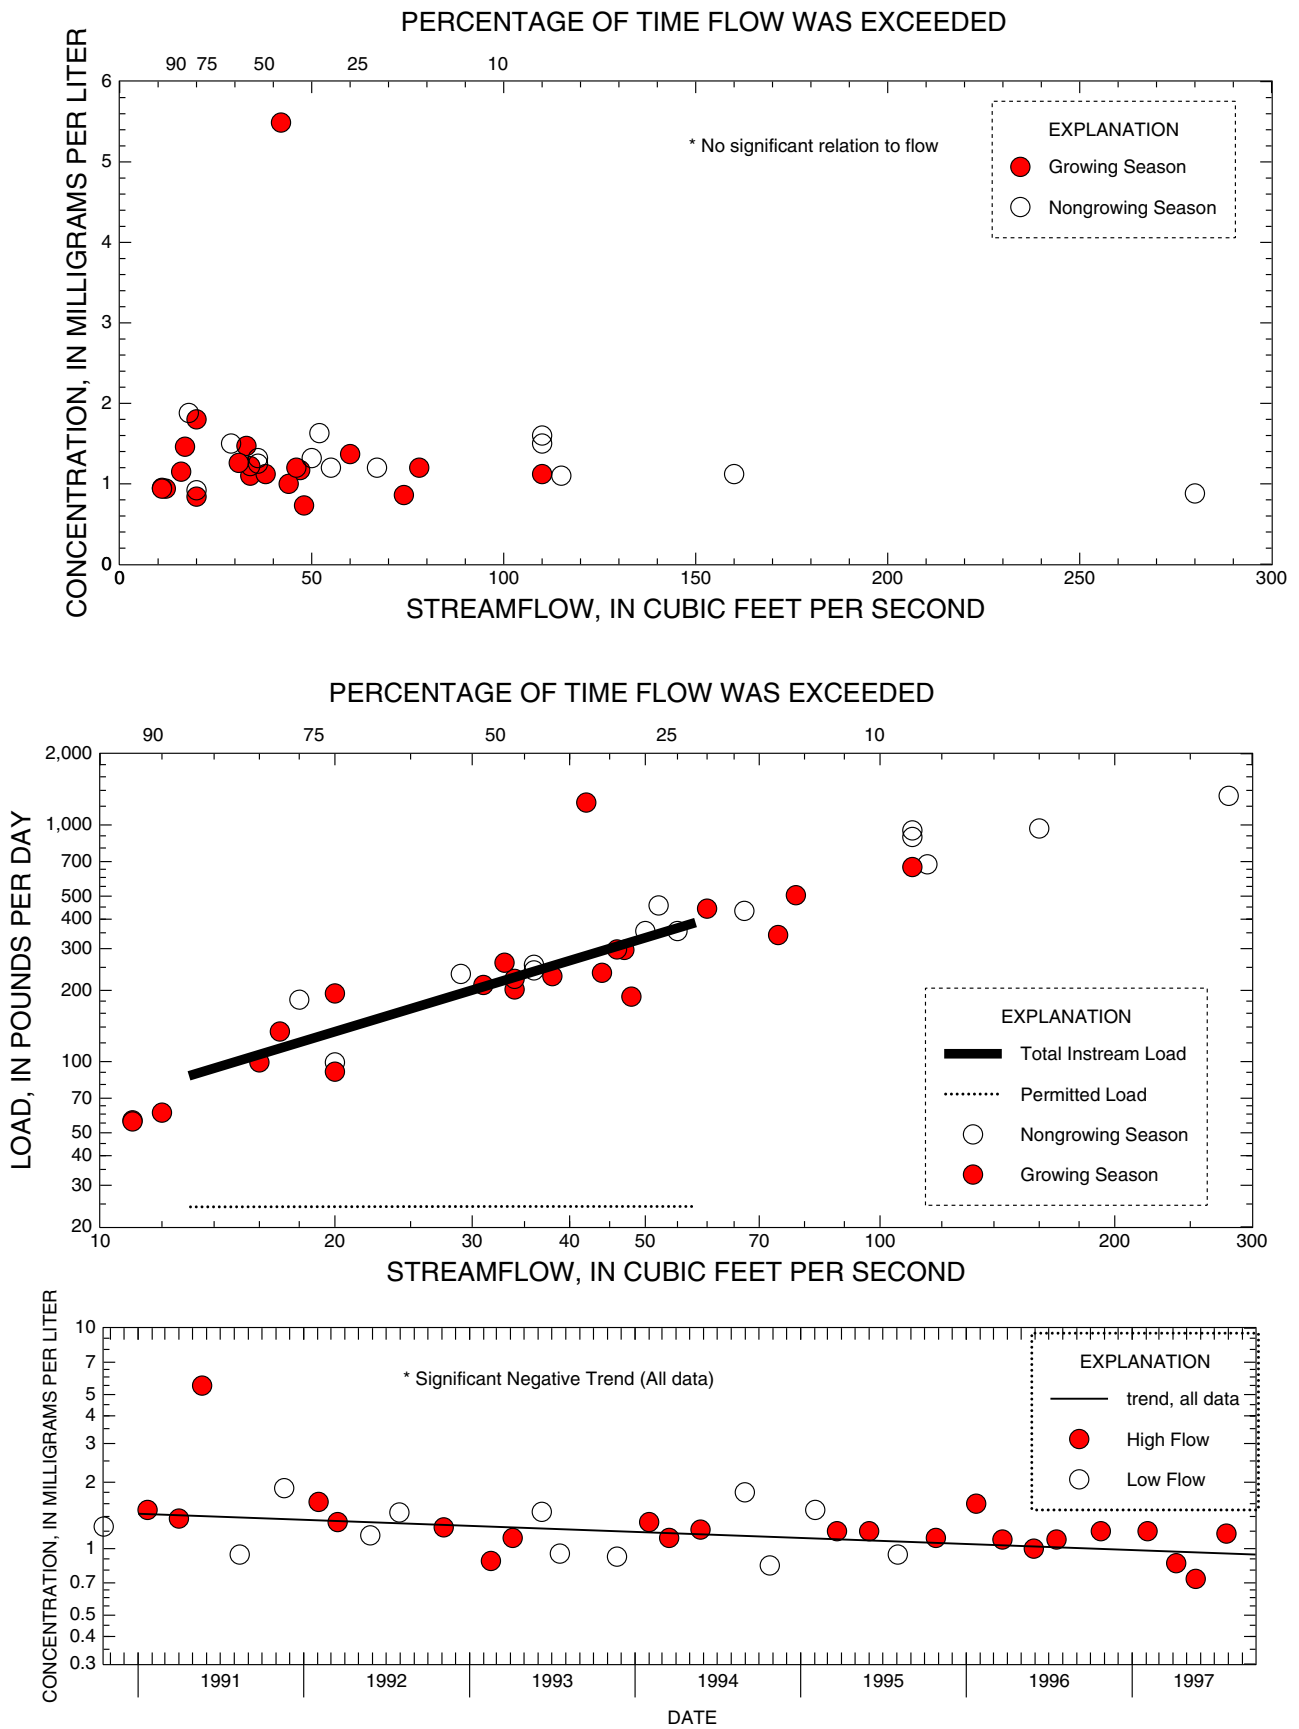 PERCENTAGE OF TIME FLOW WAS EXCEEDED
90 75 50 25 10
CONCENTRATION, IN MILLIGRAMS PER LITER
6
5
4
3
2
1
0
* No significant relation to flow
EXPLANATION
Growing Season
Nongrowing Season
0 50 100 150 200 250 300
STREAMFLOW, IN CUBIC FEET PER SECOND
PERCENTAGE OF TIME FLOW WAS EXCEEDED
90 75 50 25 10
LOAD, IN POUNDS PER DAY
2,000
1,000
700
500
400
300
200
100
70
50
40
30
20
EXPLANATION
Total Instream Load
Permitted Load
Nongrowing Season
Growing Season
10 20 30 40 50 70 100 200 300
STREAMFLOW, IN CUBIC FEET PER SECOND
CONCENTRATION, IN MILLIGRAMS PER LITER
10
7
5
4
3
2
1
0.7
0.5
0.4
0.3
* Significant Negative Trend (All data)
EXPLANATION
trend, all data
High Flow
Low Flow
1991 1992 1993 1994 1995 1996 1997
DATE